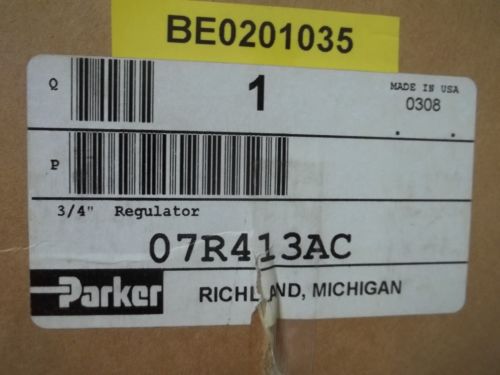 BE0201035
Q 1 MADE IN USA
0308
P
3/4" Regulator
07R413AC
Parker RICHLAND, MICHIGAN